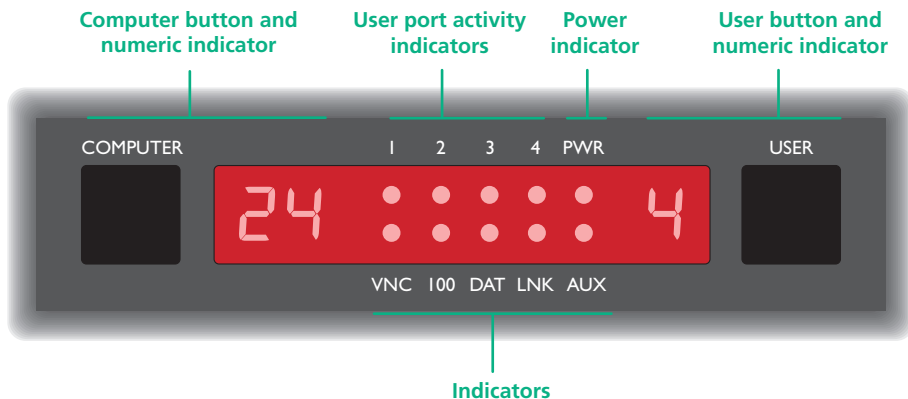 Computer button and
numeric indicator
User port activity
indicators
Power
indicator
User button and
numeric indicator
COMPUTER
1 2 3 4 PWR
USER
24
4
VNC 100 DAT LNK AUX
Indicators